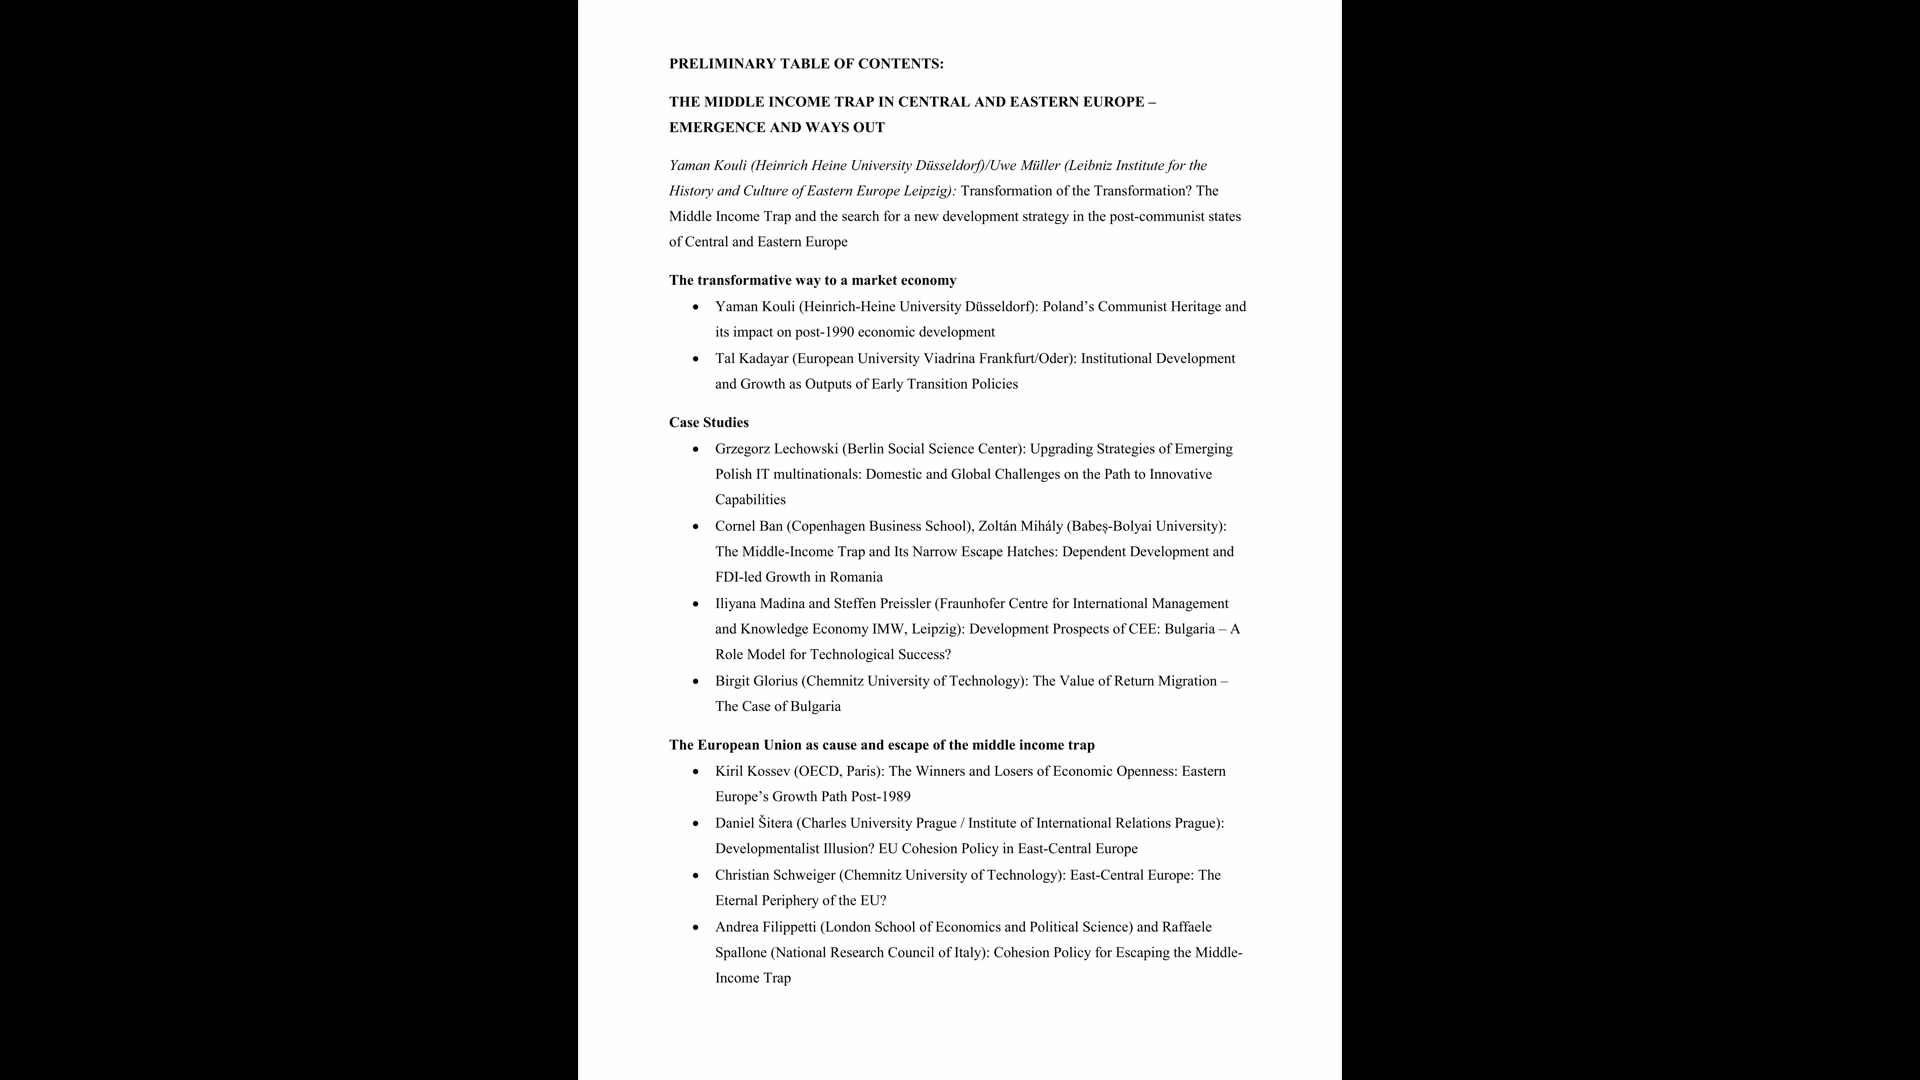 PRELIMINARY TABLE OF CONTENTS:
THE MIDDLE INCOME TRAP IN CENTRAL AND EASTERN EUROPE –
EMERGENCE AND WAYS OUT
Yaman Kouli (Heinrich Heine University Düsseldorf)/Uwe Müller (Leibniz Institute for the
History and Culture of Eastern Europe Leipzig): Transformation of the Transformation? The
Middle Income Trap and the search for a new development strategy in the post-communist states
of Central and Eastern Europe
The transformative way to a market economy
• Yaman Kouli (Heinrich-Heine University Düsseldorf): Poland’s Communist Heritage and
its impact on post-1990 economic development
• Tal Kadayar (European University Viadrina Frankfurt/Oder): Institutional Development
and Growth as Outputs of Early Transition Policies
Case Studies
• Grzegorz Lechowski (Berlin Social Science Center): Upgrading Strategies of Emerging
Polish IT multinationals: Domestic and Global Challenges on the Path to Innovative
Capabilities
• Cornel Ban (Copenhagen Business School), Zoltán Mihály (Babeș-Bolyai University):
The Middle-Income Trap and Its Narrow Escape Hatches: Dependent Development and
FDI-led Growth in Romania
• Iliyana Madina and Steffen Preissler (Fraunhofer Centre for International Management
and Knowledge Economy IMW, Leipzig): Development Prospects of CEE: Bulgaria – A
Role Model for Technological Success?
• Birgit Glorius (Chemnitz University of Technology): The Value of Return Migration –
The Case of Bulgaria
The European Union as cause and escape of the middle income trap
• Kiril Kossev (OECD, Paris): The Winners and Losers of Economic Openness: Eastern
Europe’s Growth Path Post-1989
• Daniel Šitera (Charles University Prague / Institute of International Relations Prague):
Developmentalist Illusion? EU Cohesion Policy in East-Central Europe
• Christian Schweiger (Chemnitz University of Technology): East-Central Europe: The
Eternal Periphery of the EU?
• Andrea Filippetti (London School of Economics and Political Science) and Raffaele
Spallone (National Research Council of Italy): Cohesion Policy for Escaping the Middle-
Income Trap